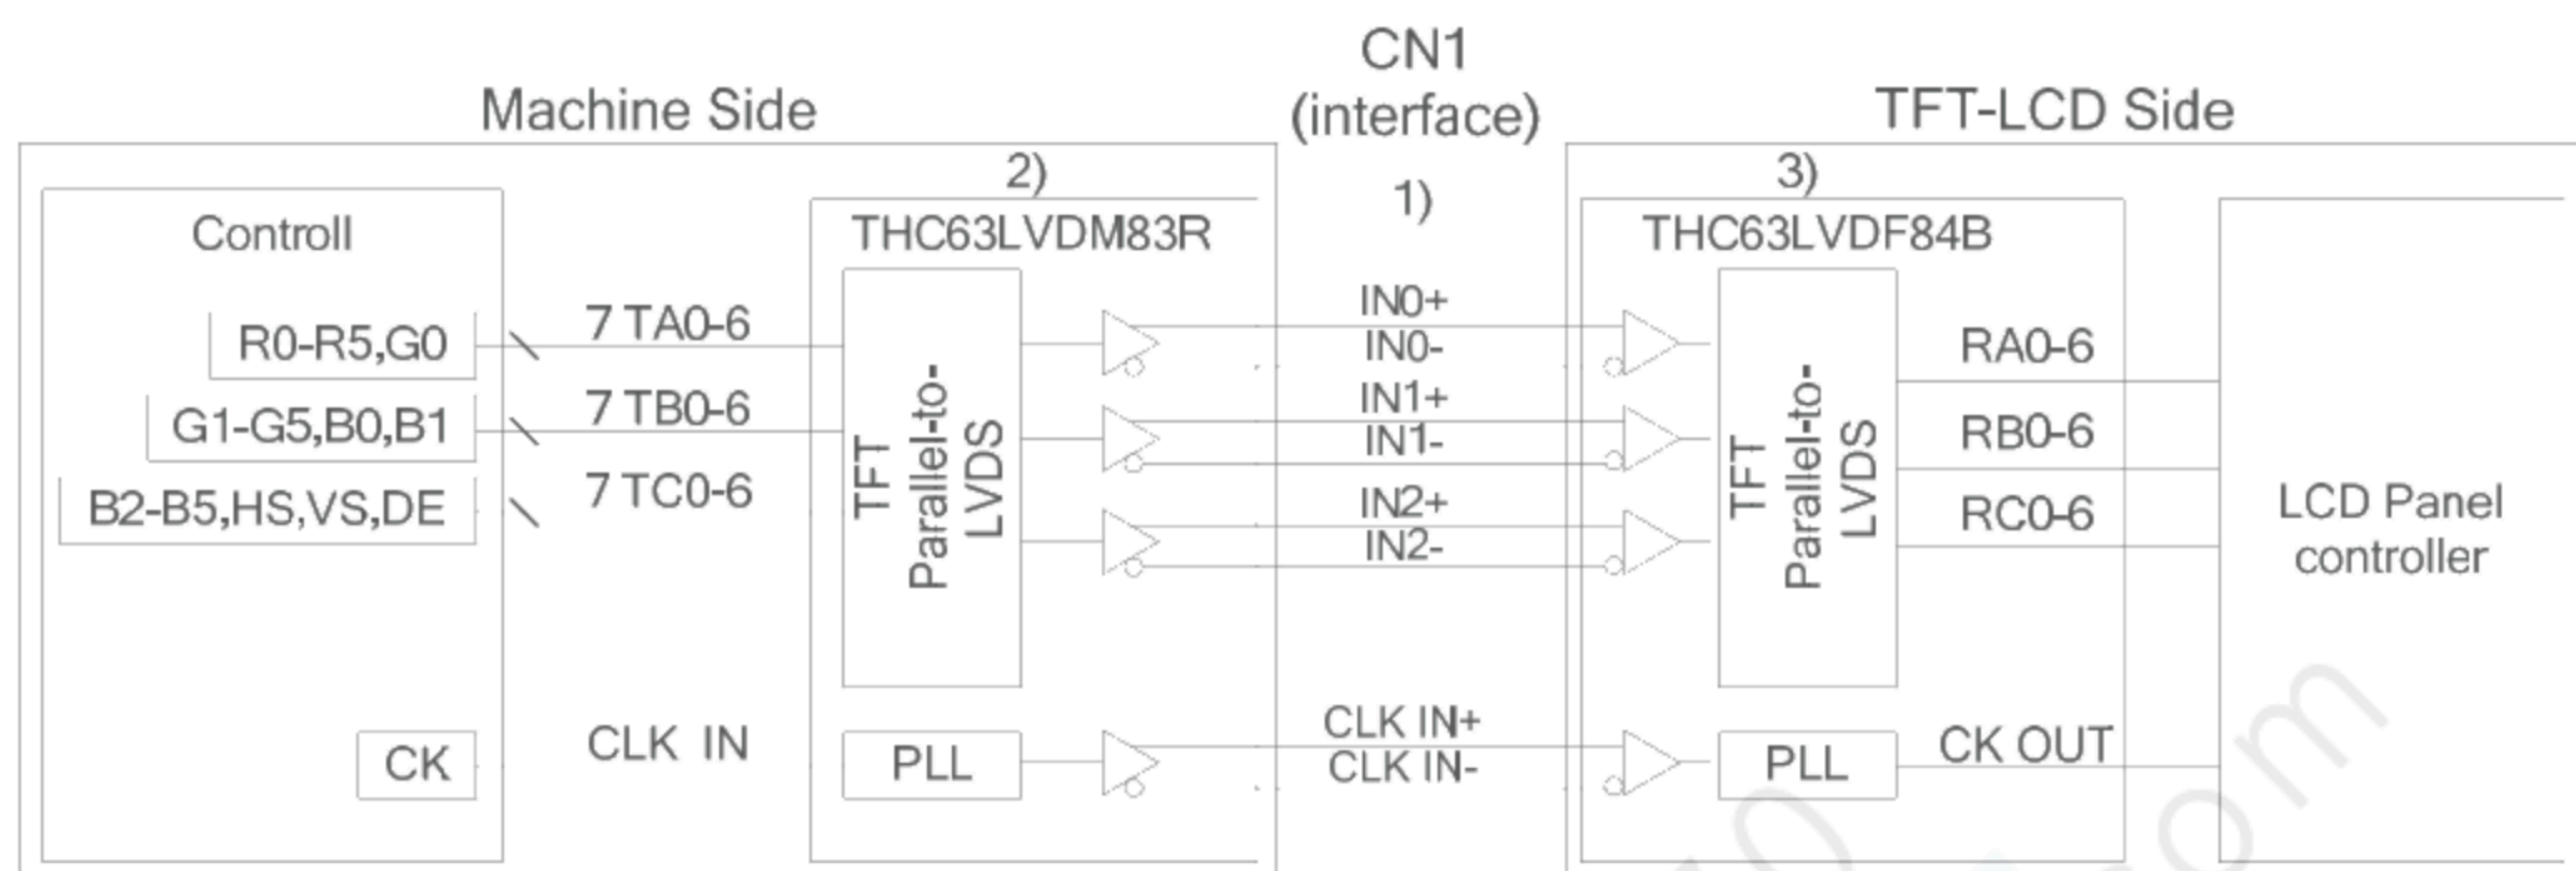 CN1
(interface)
1)
Machine Side
TFT-LCD Side
2)
3)
Controll
THC63LVDM83R
THC63LVDF84B
R0-R5,G0
7 TA0-6
G1-G5,B0,B1
7 TB0-6
B2-B5,HS,VS,DE
7 TC0-6
TFT
Parallel-to-
LVDS
IN0+
IN0-
IN1+
IN1-
IN2+
IN2-
TFT
Parallel-to-
LVDS
RA0-6
RB0-6
RC0-6
LCD Panel
controller
CK
CLK IN
PLL
CLK IN+
CLK IN-
PLL
CK OUT